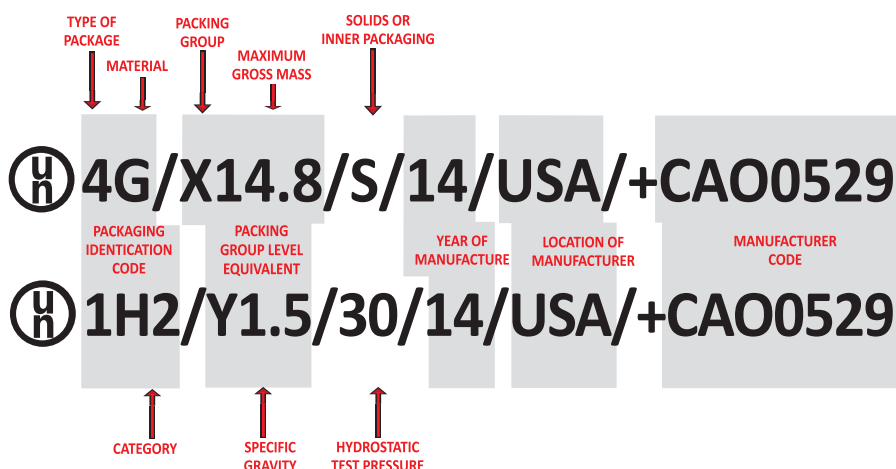 TYPE OF PACKAGE
MATERIAL
PACKING GROUP
MAXIMUM GROSS MASS
SOLIDS OR INNER PACKAGING
un 4G/X14.8/S/14/USA/+CAO0529
PACKAGING IDENTICATION CODE
PACKING GROUP LEVEL EQUIVALENT
YEAR OF MANUFACTURE
LOCATION OF MANUFACTURER
MANUFACTURER CODE
un 1H2/Y1.5/30/14/USA/+CAO0529
CATEGORY
SPECIFIC GRAVITY
HYDROSTATIC TEST PRESSURE